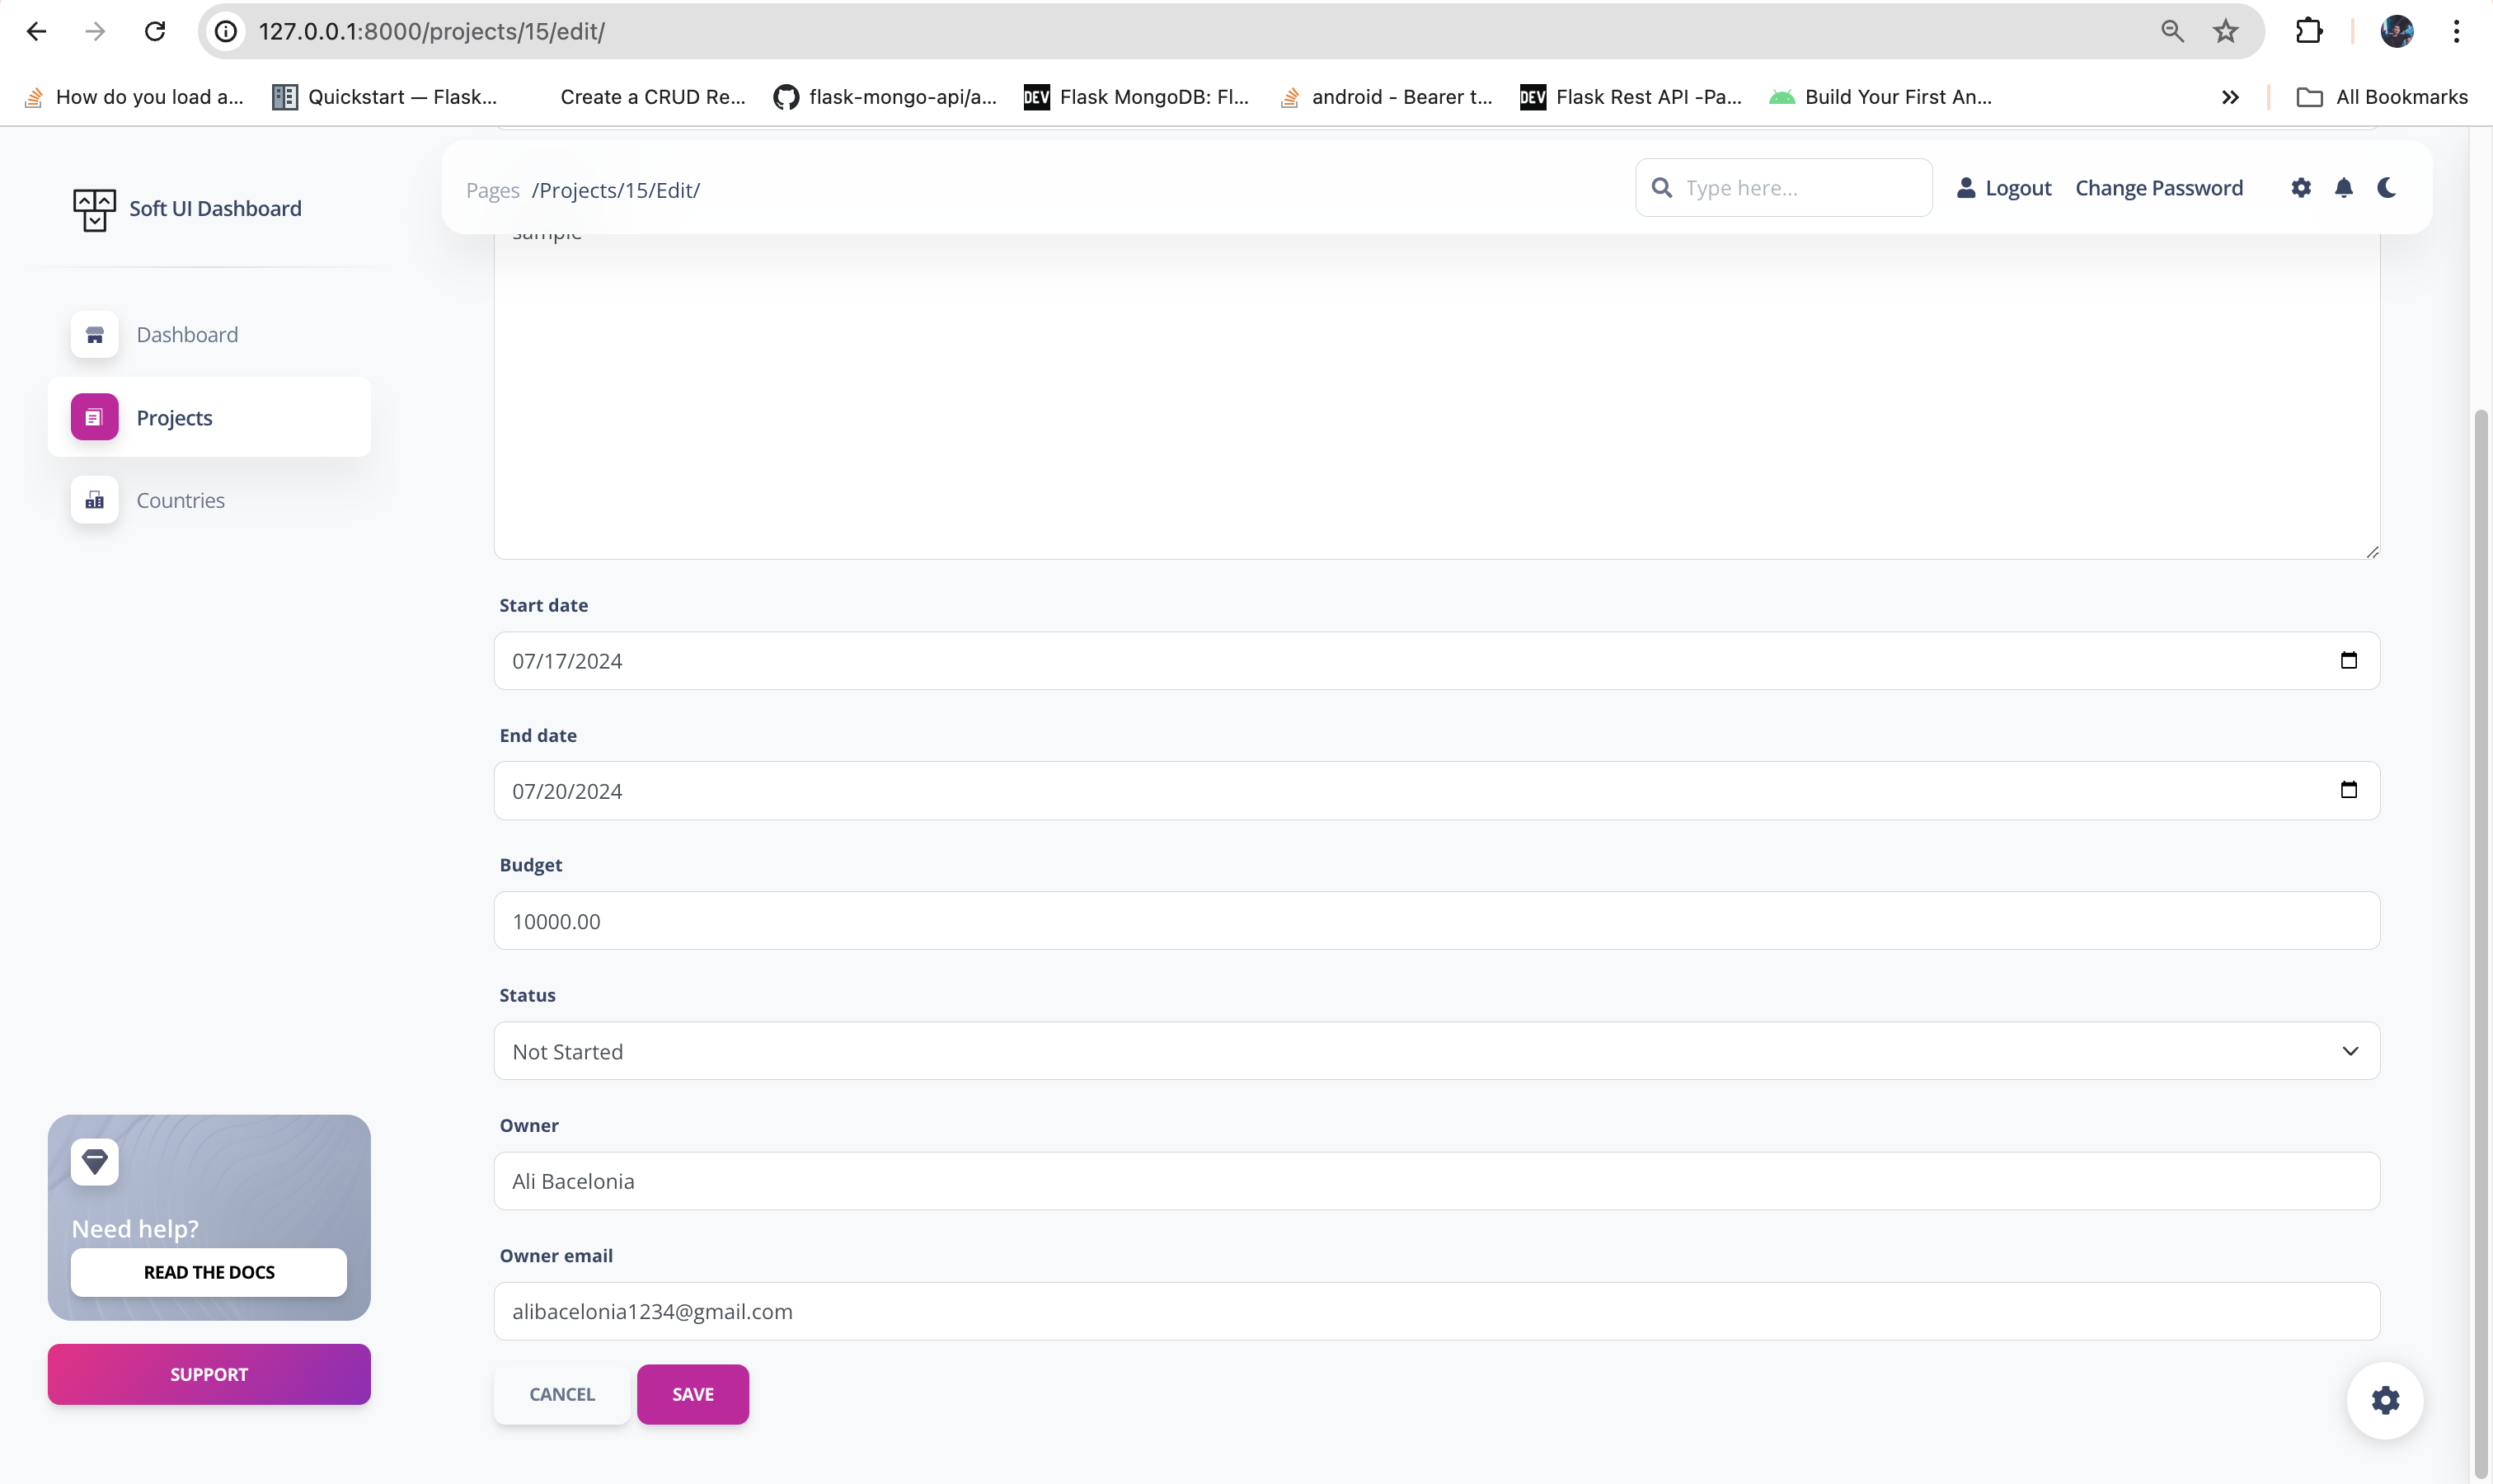 127.0.0.1:8000/projects/15/edit/
How do you load a...
Quickstart — Flask...
Create a CRUD Re...
flask-mongo-api/a...
DEV Flask MongoDB: Fl...
android - Bearer t...
DEV Flask Rest API -Pa...
Build Your First An...
All Bookmarks
Soft UI Dashboard
Pages /Projects/15/Edit/
Type here...
Logout
Change Password
sample
Dashboard
Projects
Countries
Start date
07/17/2024
End date
07/20/2024
Budget
10000.00
Status
Not Started
Owner
Ali Bacelonia
Owner email
alibacelonia1234@gmail.com
CANCEL
SAVE
Need help?
READ THE DOCS
SUPPORT